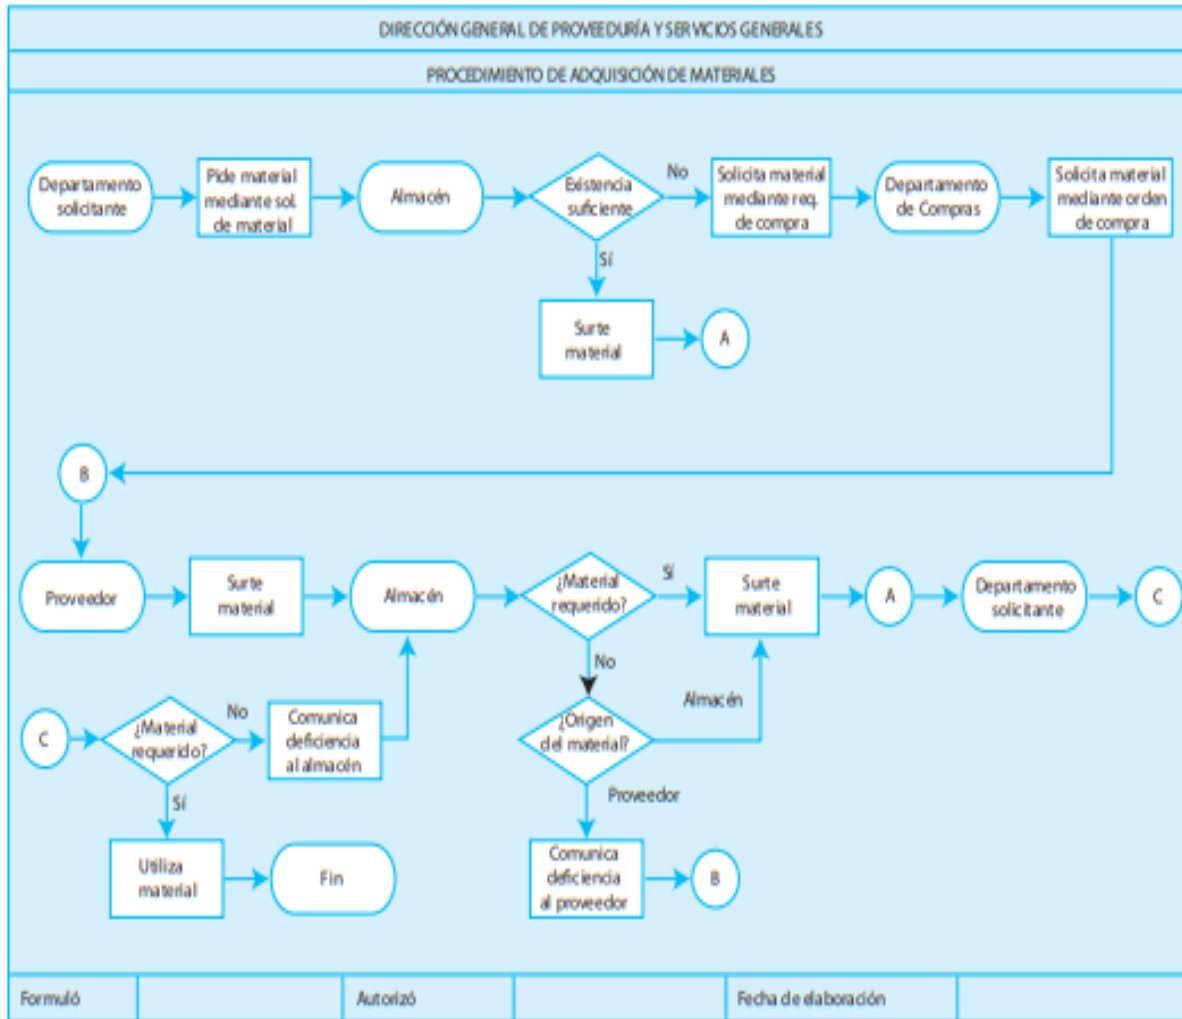 DIRECCIÓN GENERAL DE PROVEEDURÍA Y SERVICIOS GENERALES
PROCEDIMIENTO DE ADQUISICIÓN DE MATERIALES
Departamento
solicitante
Pide material
mediante sol.
de material
Almacén
Existencia
suficiente
No
Solicita material
mediante req.
de compra
Departamento
de Compras
Solicita material
mediante orden
de compra
Sí
Surte
material
A
B
Proveedor
Surte
material
Almacén
¿Material
requerido?
Sí
Surte
material
A
Departamento
solicitante
C
No
C
¿Material
requerido?
No
Comunica
deficiencia
al almacén
¿Origen
del material?
Almacén
Sí
Proveedor
Utiliza
material
Fin
Comunica
deficiencia
al proveedor
B
Formuló
Autorizó
Fecha de elaboración